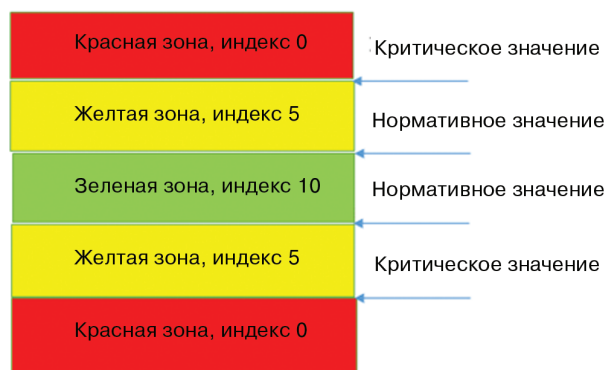 Красная зона, индекс 0
Критическое значение
Желтая зона, индекс 5
Нормативное значение
Зеленая зона, индекс 10
Нормативное значение
Желтая зона, индекс 5
Критическое значение
Красная зона, индекс 0